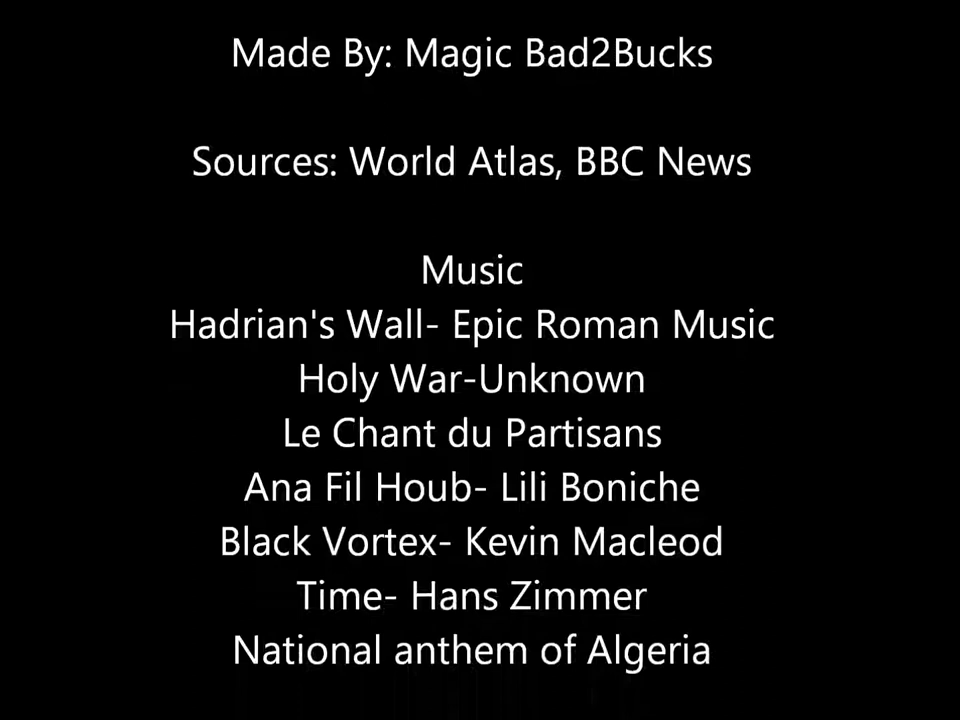 Made By: Magic Bad2Bucks
Sources: World Atlas, BBC News
Music
Hadrian's Wall- Epic Roman Music
Holy War-Unknown
Le Chant du Partisans
Ana Fil Houb- Lili Boniche
Black Vortex- Kevin Macleod
Time- Hans Zimmer
National anthem of Algeria